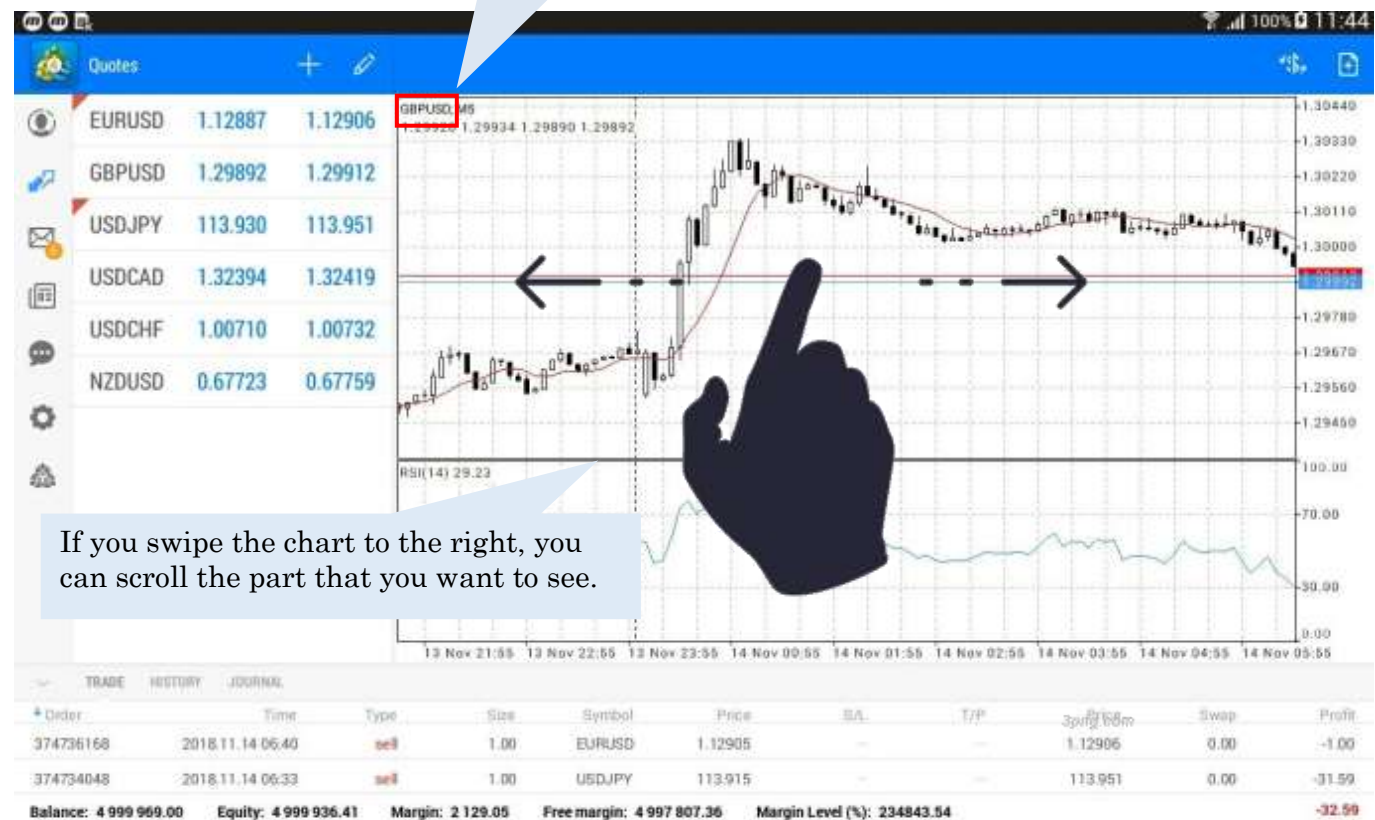 100% 11:44
Quotes
EURUSD 1.12887 1.12906
GBPUSD 1.29892 1.29912
USDJPY 113.930 113.951
USDCAD 1.32394 1.32419
USDCHF 1.00710 1.00732
NZDUSD 0.67723 0.67759
GBPUSD, M5
1.29920 1.29934 1.29890 1.29892
1.30440
1.30330
1.30220
1.30110
1.30000
1.29892
1.29780
1.29670
1.29560
1.29450
RSI(14) 29.23
100.00
70.00
30.00
0.00
If you swipe the chart to the right, you
can scroll the part that you want to see.
13 Nov 21:55 13 Nov 22:55 13 Nov 23:55 14 Nov 00:55 14 Nov 01:55 14 Nov 02:55 14 Nov 03:55 14 Nov 04:55 14 Nov 05:55
TRADE HISTORY JOURNAL
Order Time Type Size Symbol Price S/L T/P Price Swap Profit
374736168 2018.11.14 06:40 sell 1.00 EURUSD 1.12905 – – 1.12906 0.00 -1.00
374734048 2018.11.14 06:33 sell 1.00 USDJPY 113.915 – – 113.951 0.00 -31.59
Balance: 4 999 969.00 Equity: 4 999 936.41 Margin: 2 129.05 Free margin: 4 997 807.36 Margin Level (%): 234843.54 -32.59